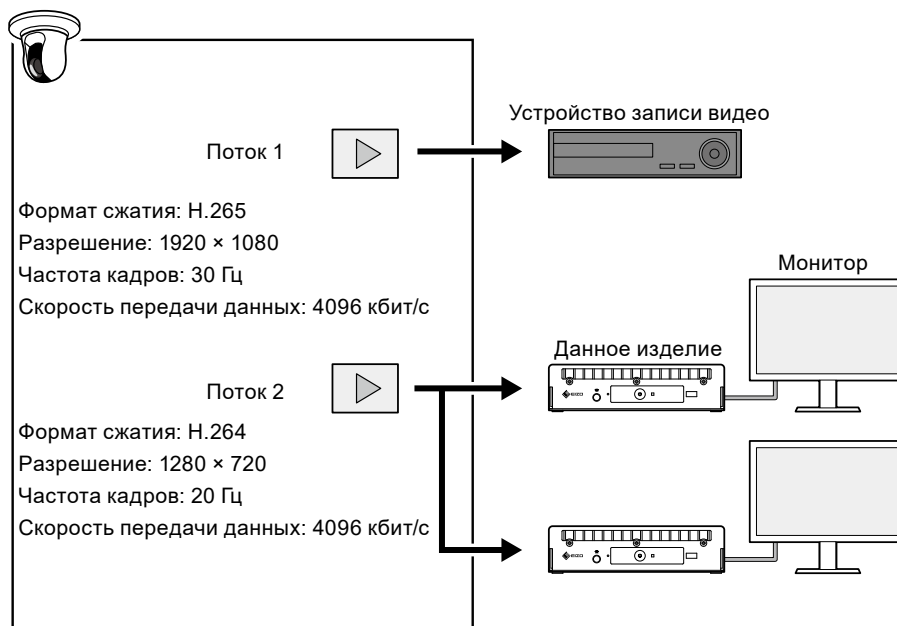 Устройство записи видео
Поток 1
Формат сжатия: H.265
Разрешение: 1920 × 1080
Частота кадров: 30 Гц
Скорость передачи данных: 4096 кбит/с
Монитор
Данное изделие
EIZO
Поток 2
Формат сжатия: H.264
Разрешение: 1280 × 720
Частота кадров: 20 Гц
Скорость передачи данных: 4096 кбит/с
EIZO